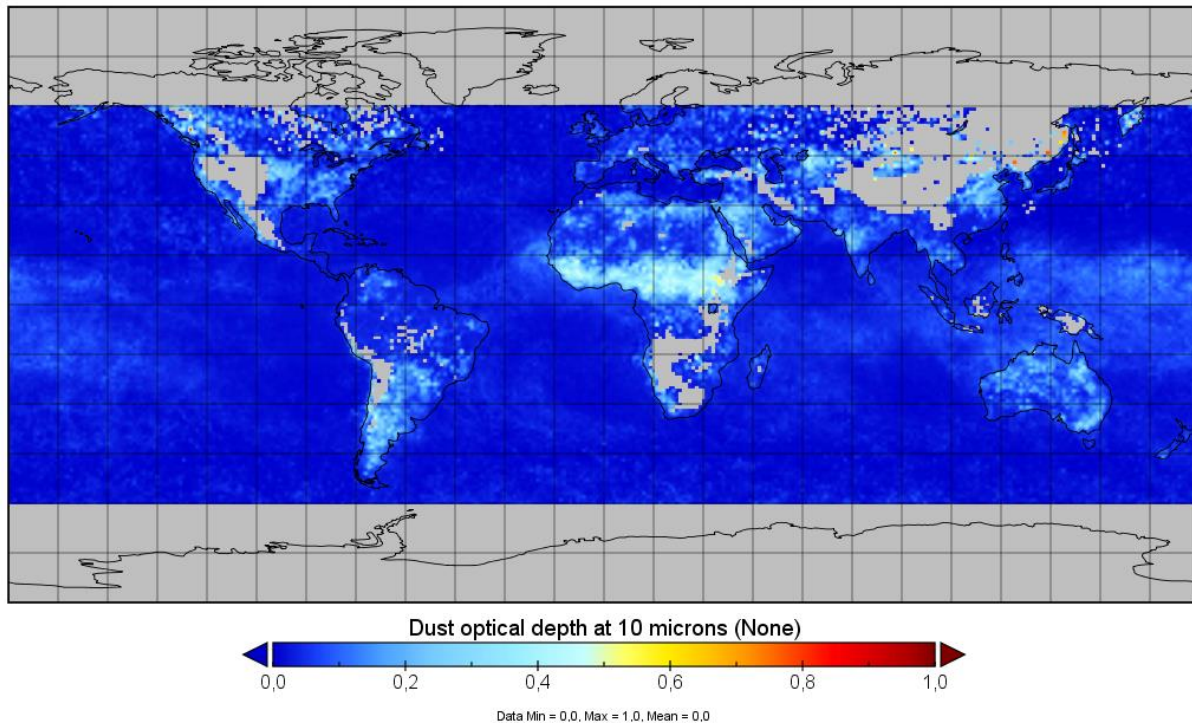 Dust optical depth at 10 microns (None)
0,0 0,2 0,4 0,6 0,8 1,0
Data Min = 0,0, Max = 1,0, Mean = 0,0